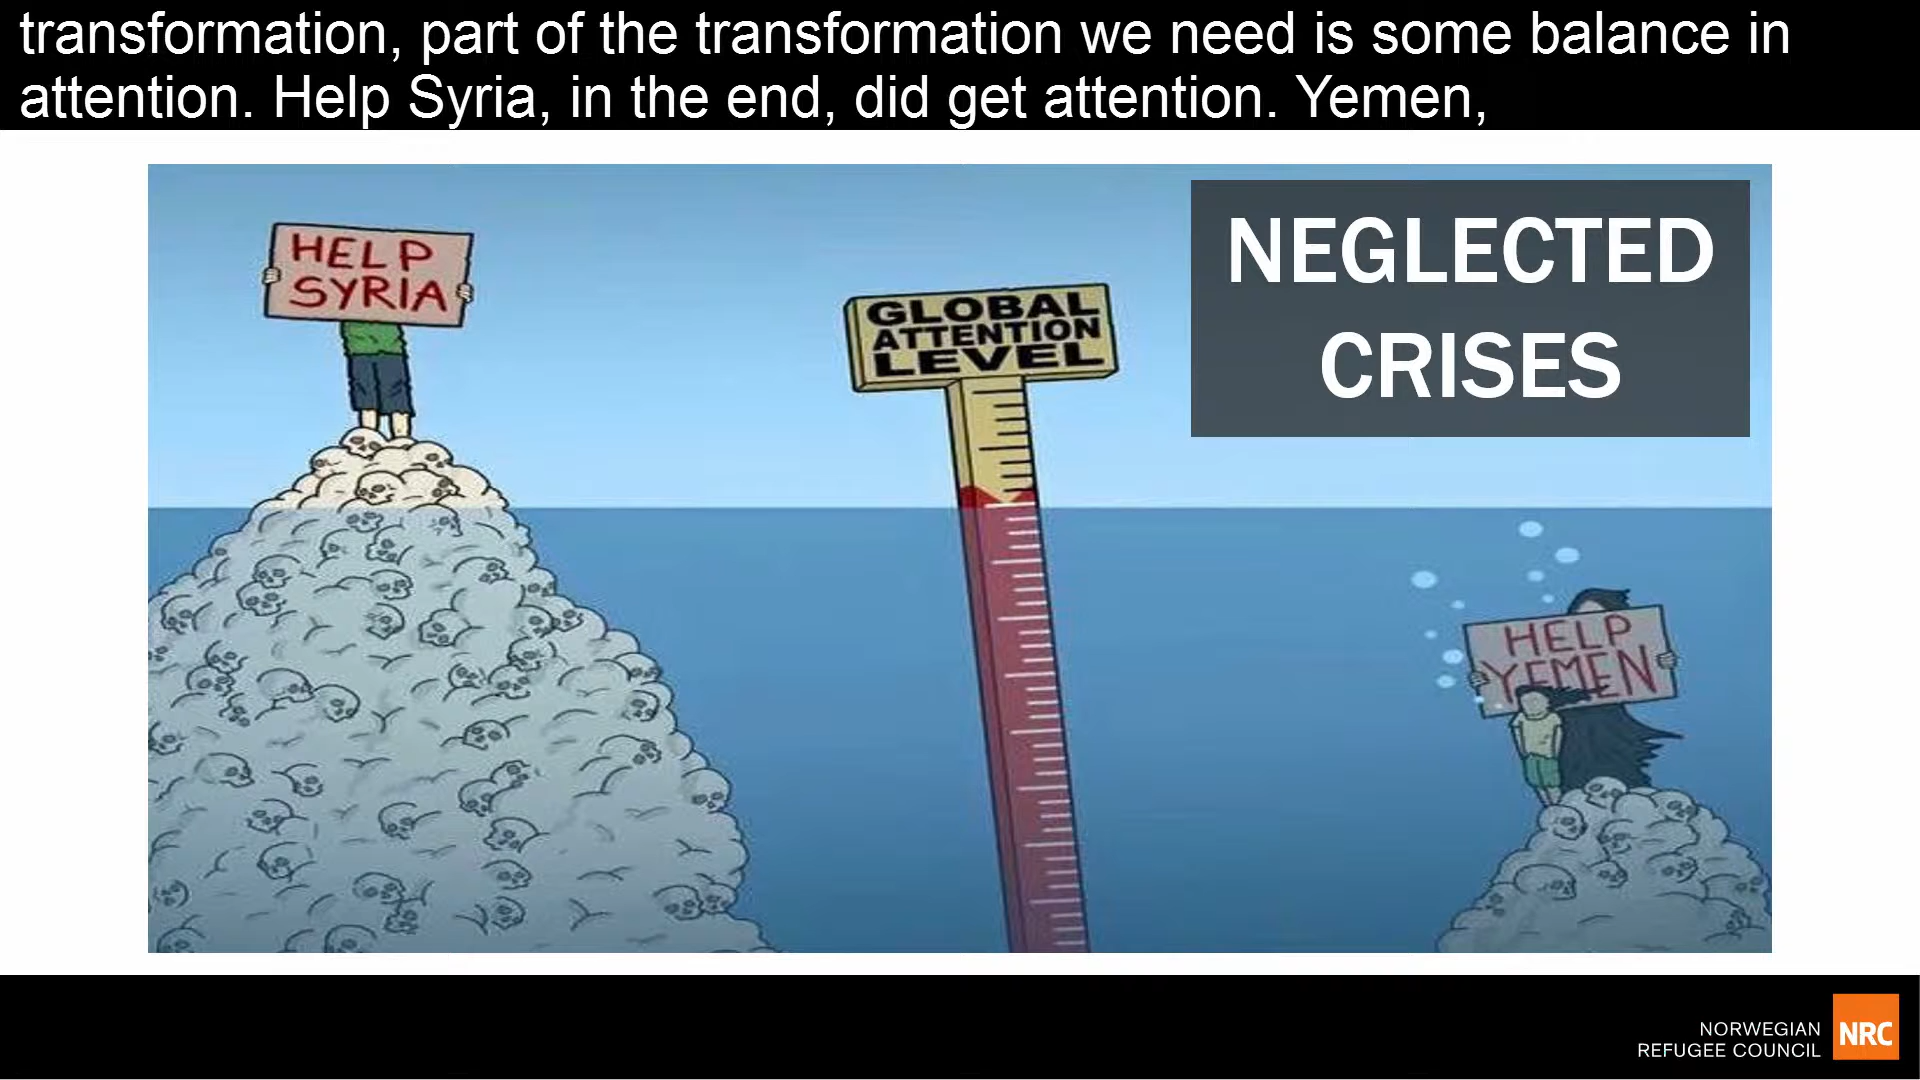 transformation, part of the transformation we need is some balance in
attention. Help Syria, in the end, did get attention. Yemen,
HELP
SYRIA
GLOBAL
ATTENTION
LEVEL
NEGLECTED
CRISES
HELP
YEMEN
NORWEGIAN
REFUGEE COUNCIL
NRC